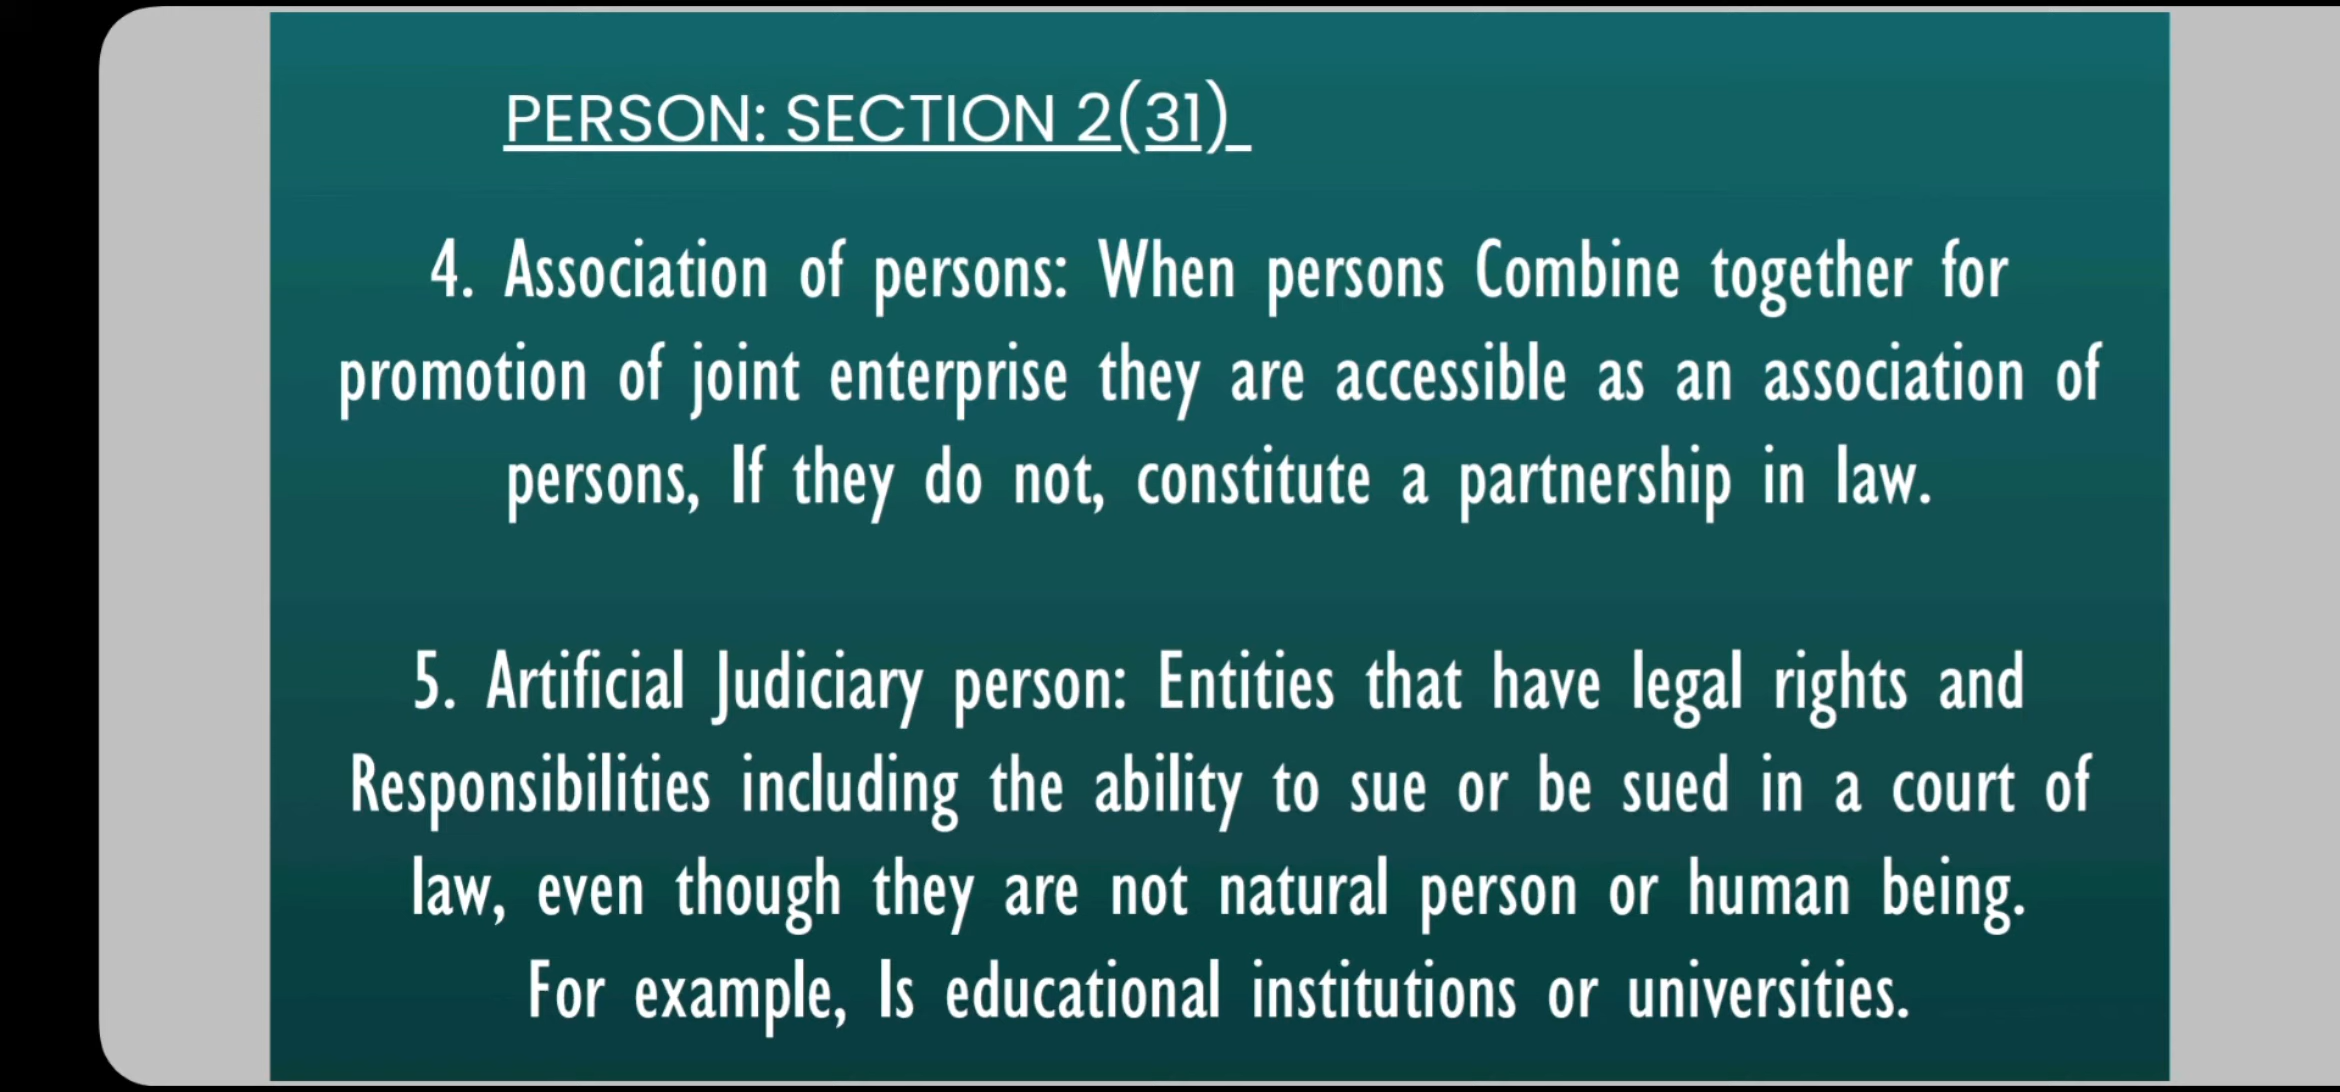 PERSON: SECTION 2(31)
4. Association of persons: When persons Combine together for
promotion of joint enterprise they are accessible as an association of
persons, If they do not, constitute a partnership in law.
5. Artificial Judiciary person: Entities that have legal rights and
Responsibilities including the ability to sue or be sued in a court of
law, even though they are not natural person or human being.
For example, Is educational institutions or universities.